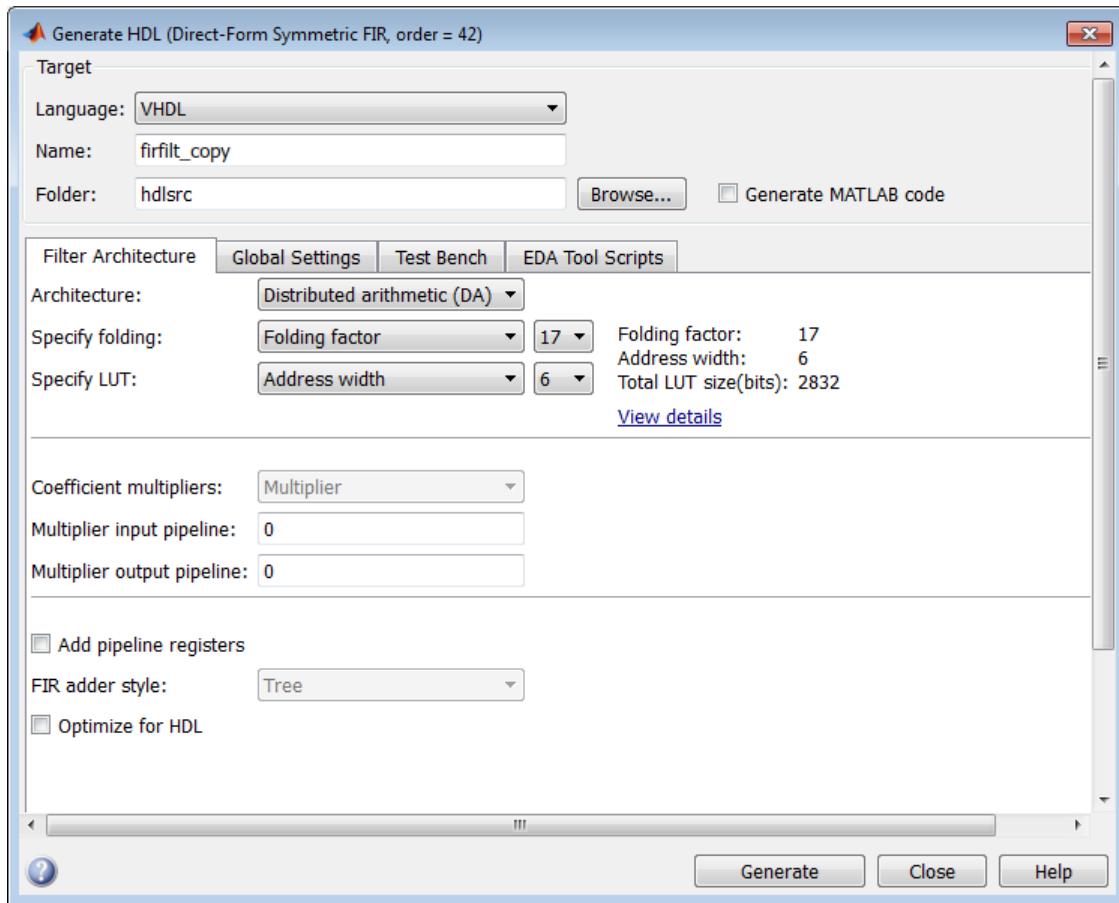 Generate HDL (Direct-Form Symmetric FIR, order = 42)
Target
Language: VHDL
Name: firfilt_copy
Folder: hdlsrc Browse... Generate MATLAB code
Filter Architecture Global Settings Test Bench EDA Tool Scripts
Architecture: Distributed arithmetic (DA)
Specify folding: Folding factor 17 Folding factor: 17
Address width: 6
Specify LUT: Address width 6 Total LUT size(bits): 2832
View details
Coefficient multipliers: Multiplier
Multiplier input pipeline: 0
Multiplier output pipeline: 0
Add pipeline registers
FIR adder style: Tree
Optimize for HDL
Generate Close Help